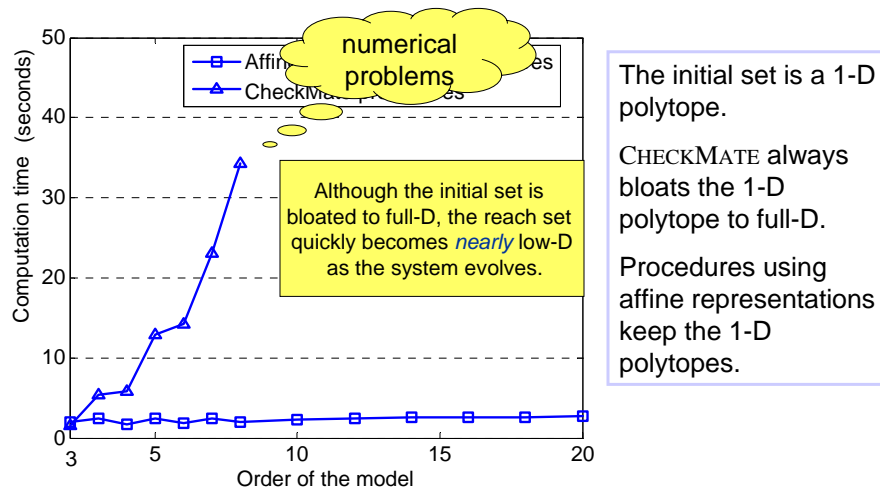 numerical
problems
Affin es
CheckMat es
Although the initial set is
bloated to full-D, the reach set
quickly becomes nearly low-D
as the system evolves.
Computation time (seconds)
50
40
30
20
10
0
3
5
10
15
20
Order of the model
The initial set is a 1-D
polytope.
CHECKMATE always
bloats the 1-D
polytope to full-D.
Procedures using
affine representations
keep the 1-D
polytopes.